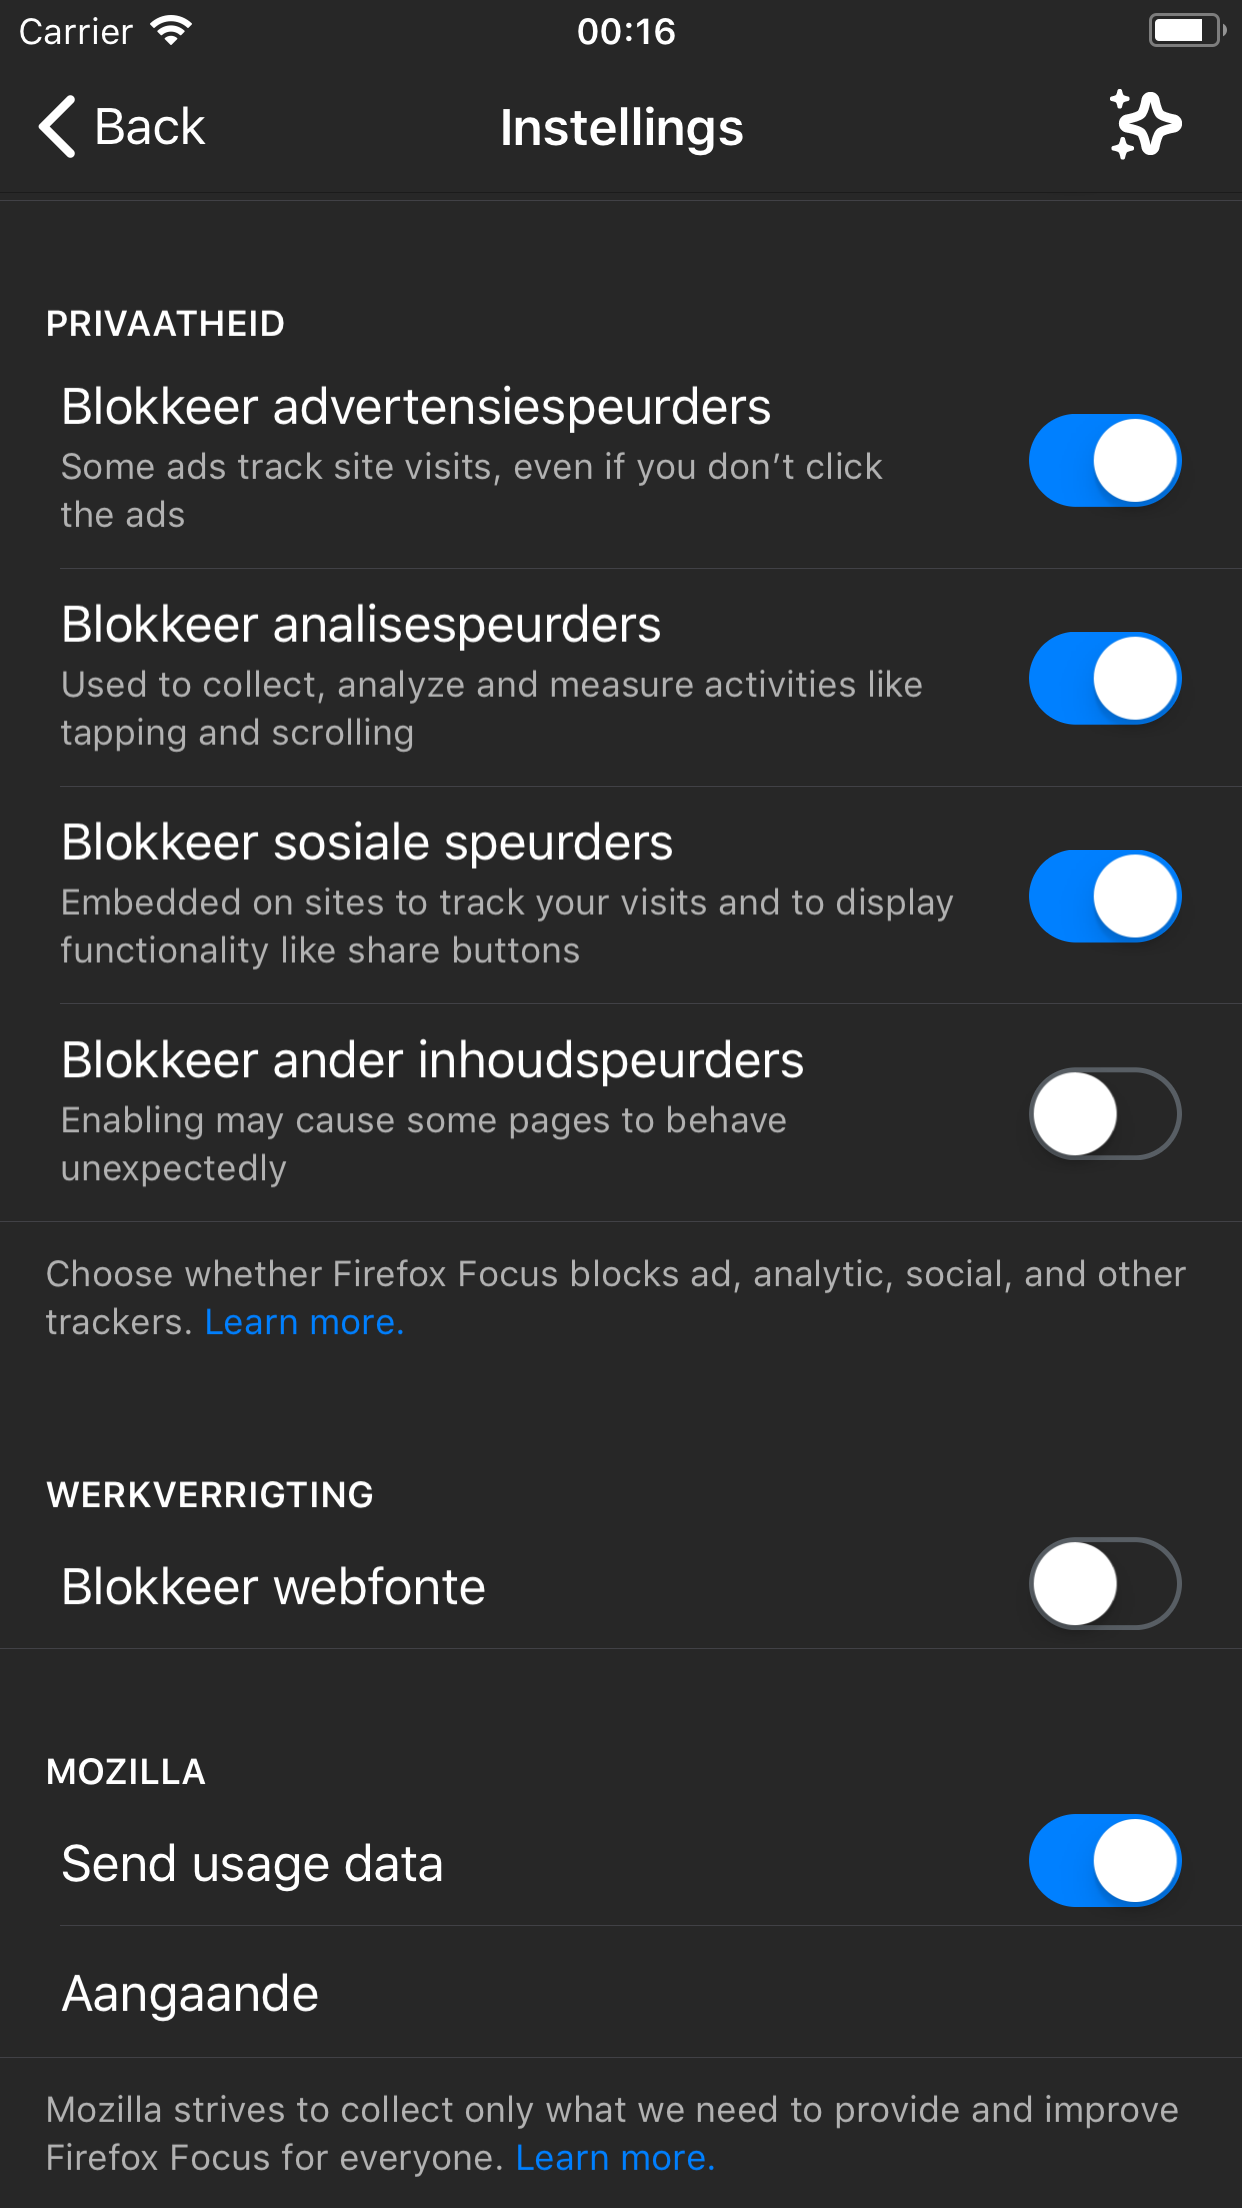 Carrier
00:16
Back
Instellings
PRIVAATHEID
Blokkeer advertensiespeurders
Some ads track site visits, even if you don’t click
the ads
Blokkeer analisespeurders
Used to collect, analyze and measure activities like
tapping and scrolling
Blokkeer sosiale speurders
Embedded on sites to track your visits and to display
functionality like share buttons
Blokkeer ander inhoudspeurders
Enabling may cause some pages to behave
unexpectedly
Choose whether Firefox Focus blocks ad, analytic, social, and other
trackers. Learn more.
WERKVERRIGTING
Blokkeer webfonte
MOZILLA
Send usage data
Aangaande
Mozilla strives to collect only what we need to provide and improve
Firefox Focus for everyone. Learn more.